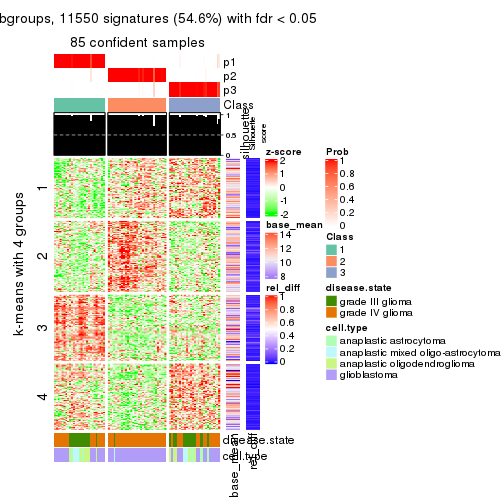 bgroups, 11550 signatures (54.6%) with fdr < 0.05
85 confident samples
p1
p2
p3
Class
1
0.5
0
silhouette
Silhouette
score
k-means with 4 groups
1
2
3
4
disease.state
cell.type
base_mean
rel_diff
z-score
2
1
0
-1
-2
base_mean
14
12
10
8
rel_diff
1
0.8
0.6
0.4
0.2
0
Prob
1
0.8
0.6
0.4
0.2
0
Class
1
2
3
disease.state
grade III glioma
grade IV glioma
cell.type
anaplastic astrocytoma
anaplastic mixed oligo-astrocytoma
anaplastic oligodendroglioma
glioblastoma